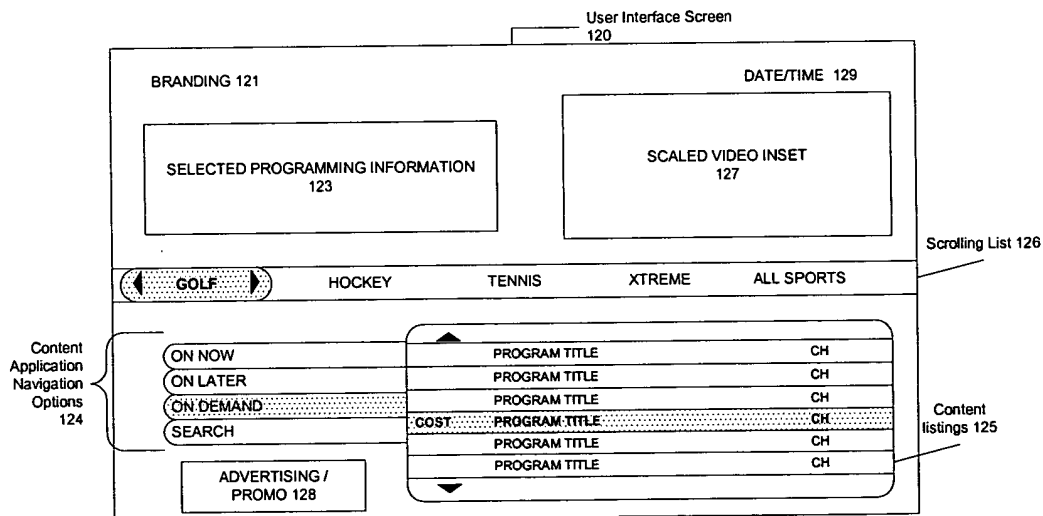 User Interface Screen
120
BRANDING 121
DATE/TIME 129
SELECTED PROGRAMMING INFORMATION
123
SCALED VIDEO INSET
127
Scrolling List 126
GOLF HOCKEY TENNIS XTREME ALL SPORTS
Content
Application
Navigation
Options
124
ON NOW
ON LATER
ON DEMAND
SEARCH
PROGRAM TITLE CH
PROGRAM TITLE CH
PROGRAM TITLE CH
COST PROGRAM TITLE CH
PROGRAM TITLE CH
PROGRAM TITLE CH
Content
listings 125
ADVERTISING /
PROMO 128